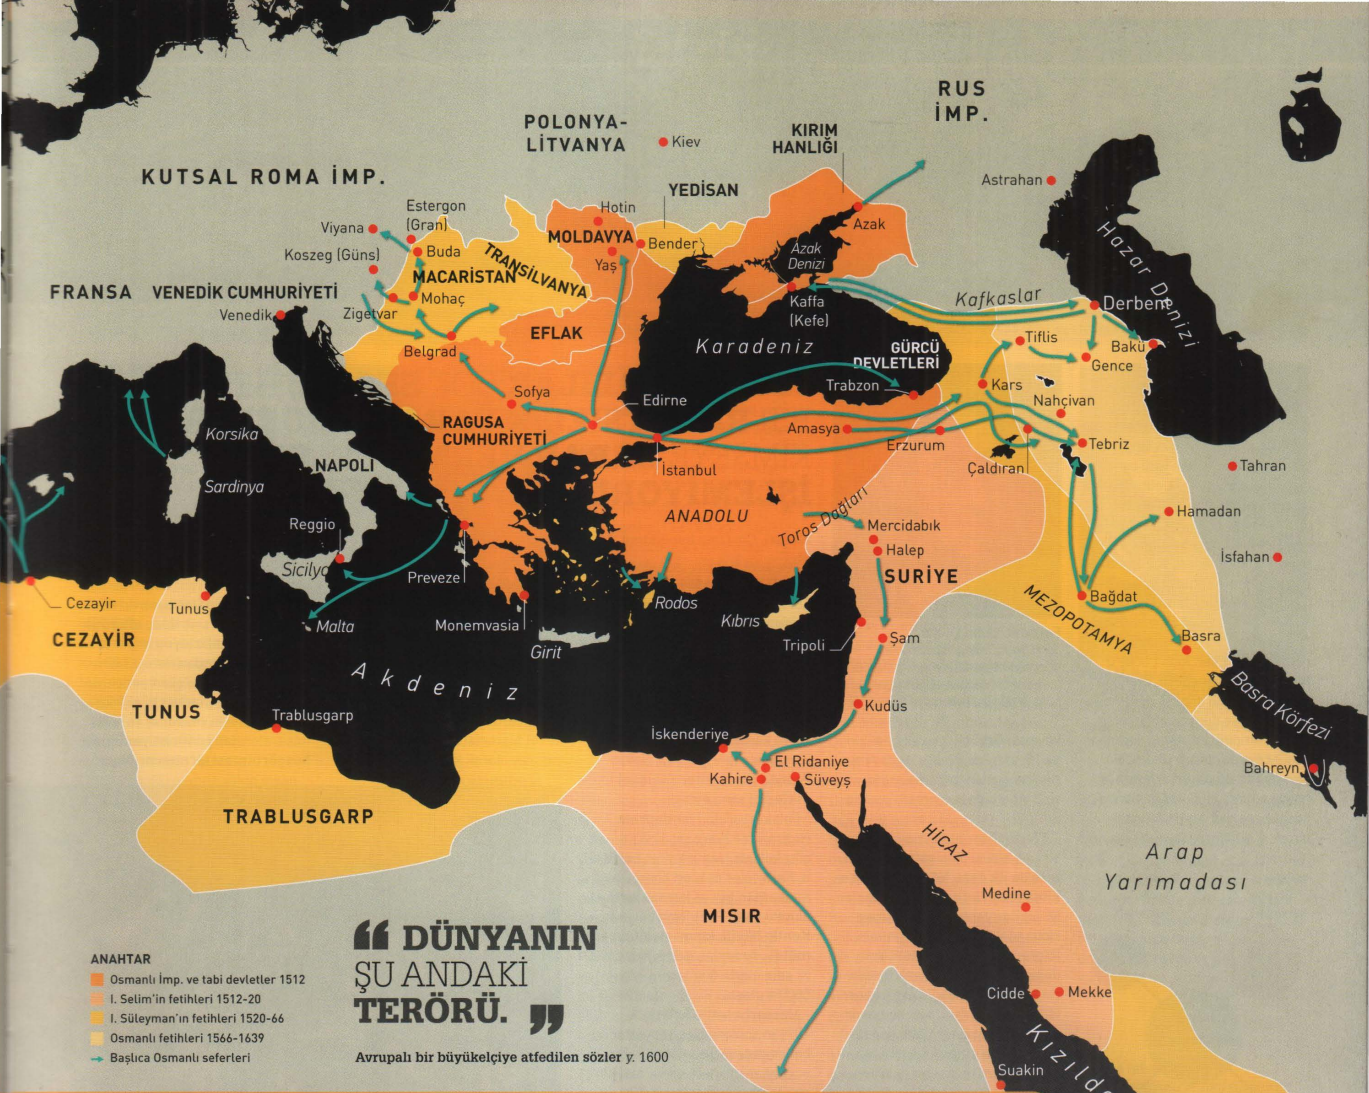 RUS
İMP.
POLONYA-
LİTVANYA
Kiev
KIRIM
HANLIĞI
KUTSAL ROMA İMP.
YEDİSAN
Astrahan
Estergon
(Gran)
Hotin
Viyana
Azak
MOLDAVYA
Bender
Buda
TRANSİLVANYA
Azak
Denizi
Hazar Denizi
Koszeg (Güns)
Yaş
MACARİSTAN
FRANSA
VENEDİK CUMHURİYETİ
Mohaç
Kafkaslar
Kaffa
(Kefe)
Derbent
Venedik
Zigetvar
EFLAK
Tiflis
Karadeniz
GÜRCÜ
DEVLETLERİ
Bakü
Belgrad
Gence
Trabzon
Kars
Sofya
Edirne
Nahçivan
RAGUSA
CUMHURİYETİ
Korsika
Amasya
Erzurum
Tebriz
NAPOLI
İstanbul
Çaldıran
Tahran
Sardinya
ANADOLU
Toros Dağları
Reggio
Mercidabık
Hamadan
Halep
İsfahan
Sicilya
Preveze
SURİYE
Cezayir
Tunus
Rodos
MEZOPOTAMYA
Bağdat
Malta
Monemvasia
Kıbrıs
CEZAYİR
Girit
Tripoli
Şam
Basra
Akdeniz
Basra Körfezi
TUNUS
Trablusgarp
Kudüs
İskenderiye
El Ridaniye
Kahire
Süveyş
Bahreyn
TRABLUSGARP
HİCAZ
Arap
Yarımadası
Medine
MISIR
“ DÜNYANIN
ŞU ANDAKİ
TERÖRÜ. ”
Avrupalı bir büyükelçiye atfedilen sözler y. 1600
ANAHTAR
Osmanlı İmp. ve tabi devletler 1512
I. Selim'in fetihleri 1512-20
I. Süleyman'ın fetihleri 1520-66
Osmanlı fetihleri 1566-1639
Başlıca Osmanlı seferleri
Cidde
Mekke
Suakin
Kızılde